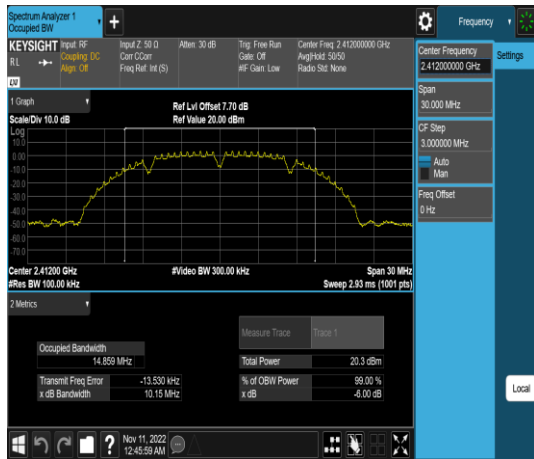 Spectrum Analyzer 1
Occupied BW
Frequency
KEYSIGHT
Input: RF
Coupling: DC
Align: Off
Input Z: 50 Ω
Corr CCorr
Freq Ref: Int (S)
Atten: 30 dB
Trig: Free Run
Gate: Off
#IF Gain: Low
Center Freq: 2.412000000 GHz
Avg|Hold: 50/50
Radio Std: None
RL
LXI
1 Graph
Scale/Div 10.0 dB
Ref Lvl Offset 7.70 dB
Ref Value 20.00 dBm
Log
10.0
0.00
-10.0
-20.0
-30.0
-40.0
-50.0
-60.0
-70.0
Center 2.41200 GHz
#Res BW 100.00 kHz
#Video BW 300.00 kHz
Span 30 MHz
Sweep 2.93 ms (1001 pts)
2 Metrics
Measure Trace
Trace 1
Occupied Bandwidth
14.859 MHz
Total Power
20.3 dBm
Transmit Freq Error
-13.530 kHz
% of OBW Power
99.00 %
x dB Bandwidth
10.15 MHz
x dB
-6.00 dB
Center Frequency
2.412000000 GHz
Settings
Span
30.000 MHz
CF Step
3.000000 MHz
Auto
Man
Freq Offset
0 Hz
Local
Nov 11, 2022
12:45:59 AM